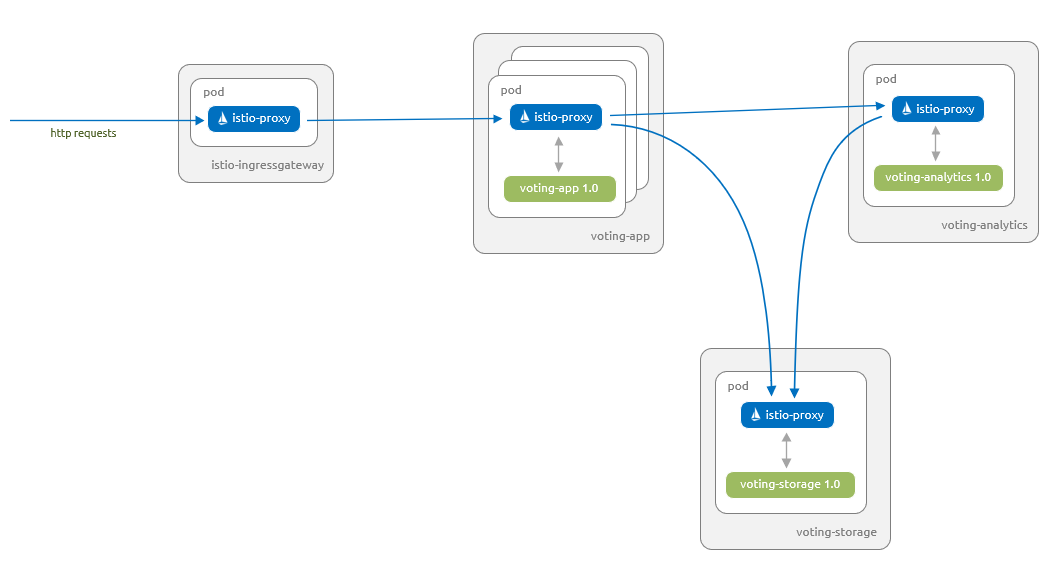 http requests
pod
istio-proxy
istio-ingressgateway
pod
istio-proxy
voting-app 1.0
voting-app
pod
istio-proxy
voting-analytics 1.0
voting-analytics
pod
istio-proxy
voting-storage 1.0
voting-storage